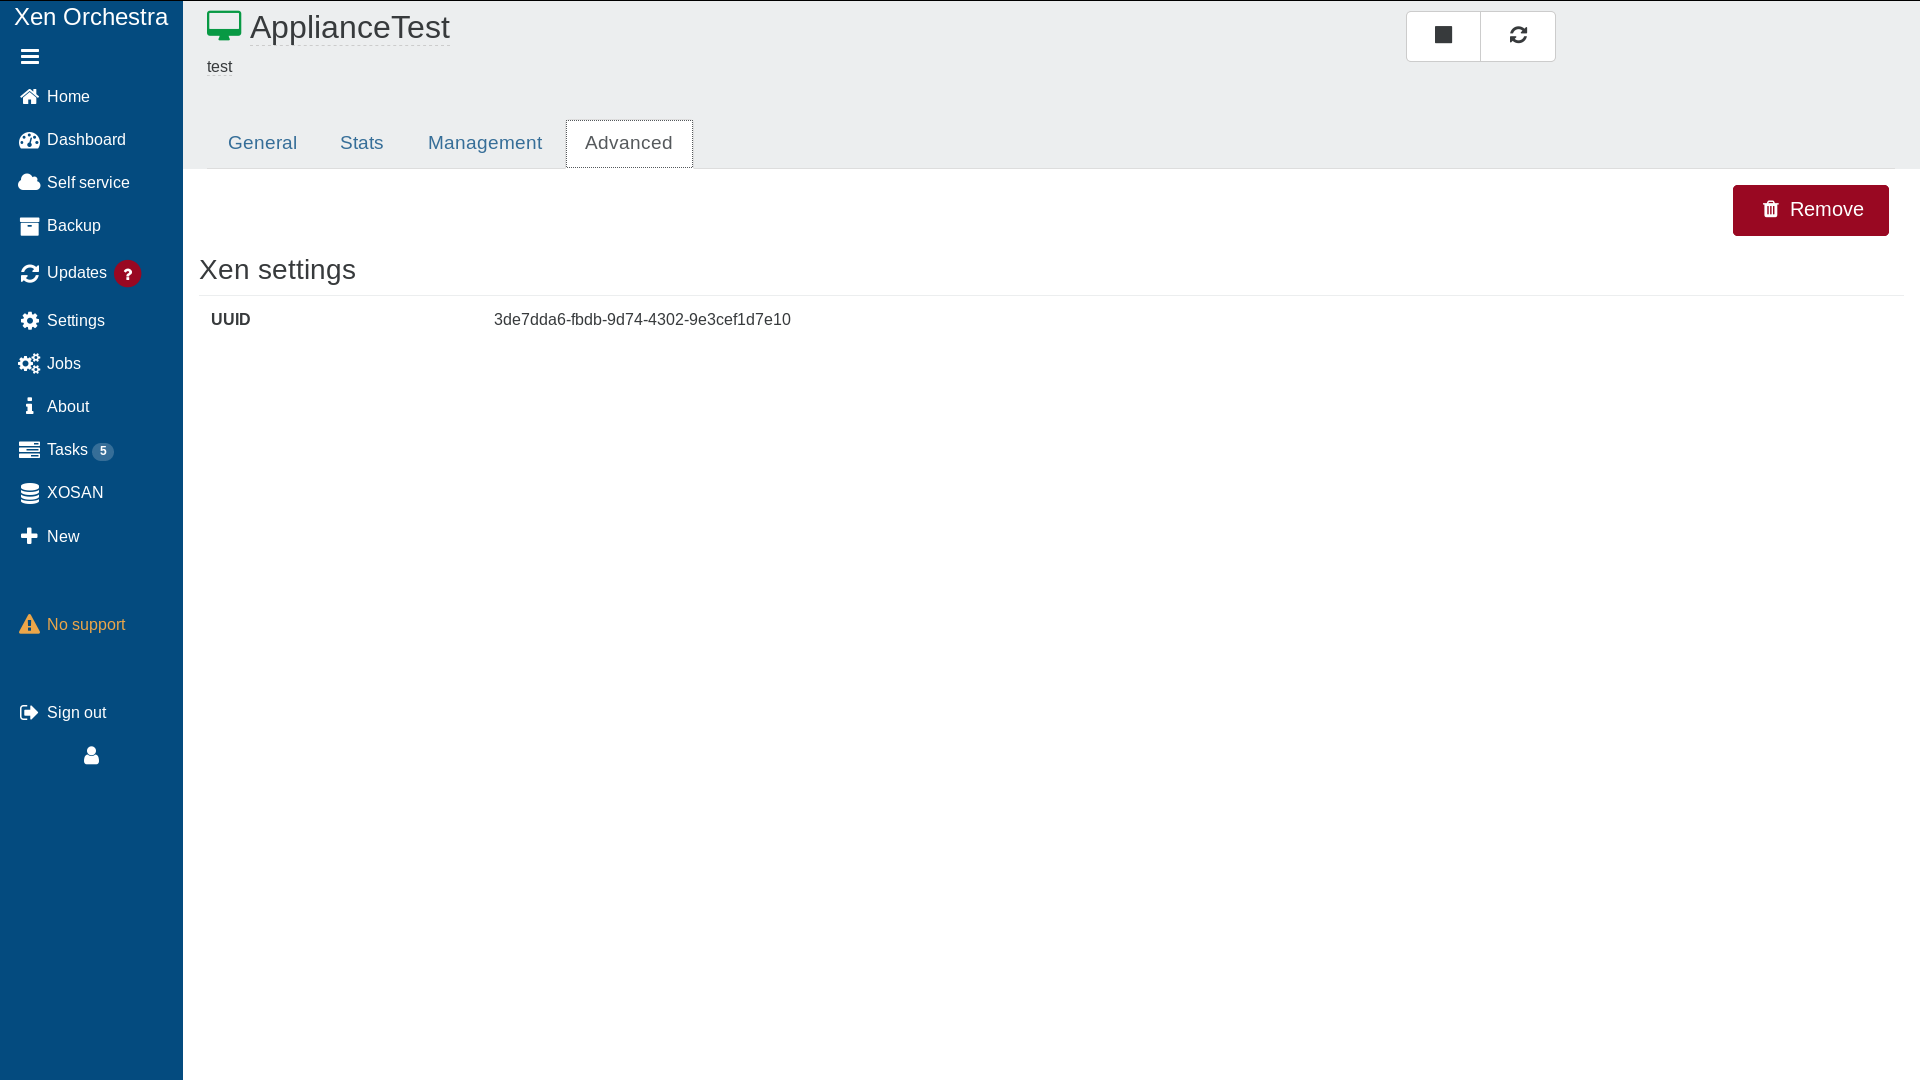 Xen Orchestra
Home
Dashboard
Self service
Backup
Updates ?
Settings
Jobs
About
Tasks 5
XOSAN
New
No support
Sign out
ApplianceTest
test
General Stats Management Advanced
Remove
Xen settings
UUID 3de7dda6-fbdb-9d74-4302-9e3cef1d7e10